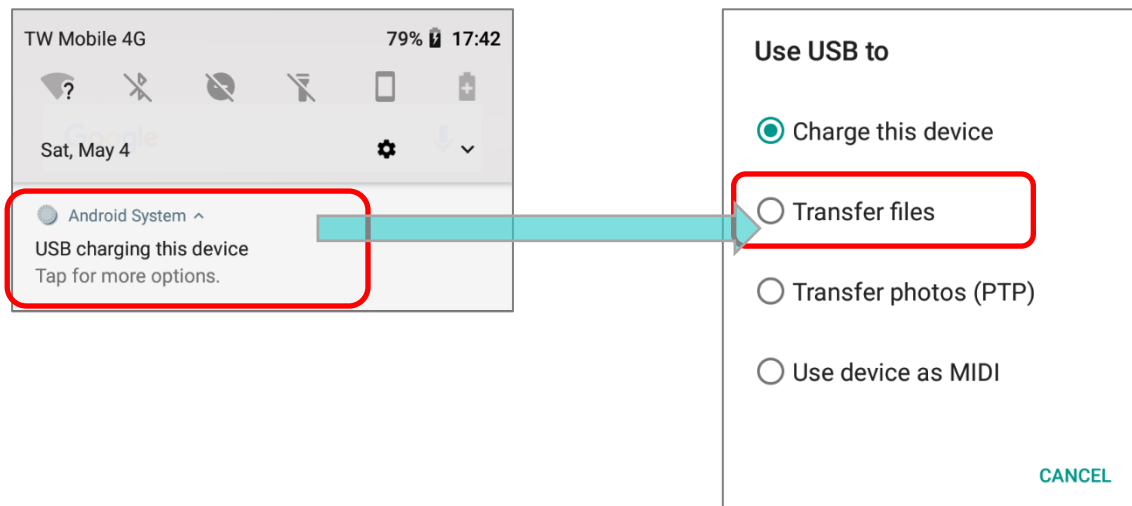 TW Mobile 4G
79% 17:42
?
Google
Sat, May 4
Android System
USB charging this device
Tap for more options.
Use USB to
Charge this device
Transfer files
Transfer photos (PTP)
Use device as MIDI
CANCEL